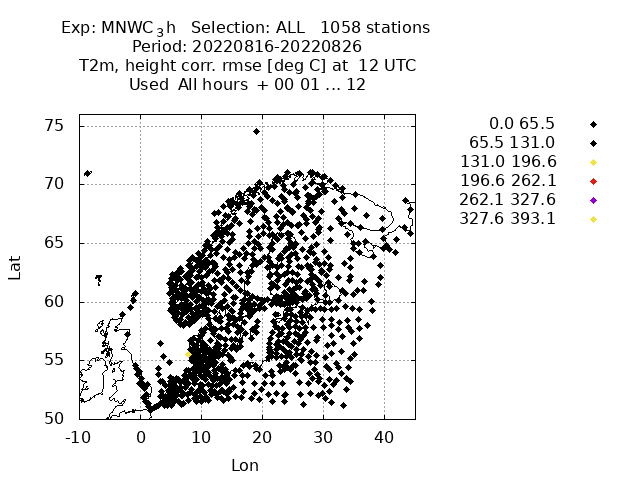 Exp: MNWC_3h   Selection: ALL   1058 stations
Period: 20220816-20220826
T2m, height corr. rmse [deg C] at  12 UTC
Used  All hours  + 00 01 ... 12
0.0 65.5
65.5 131.0
131.0 196.6
196.6 262.1
262.1 327.6
327.6 393.1
75
70
65
60
55
50
Lat
-10 0 10 20 30 40
Lon